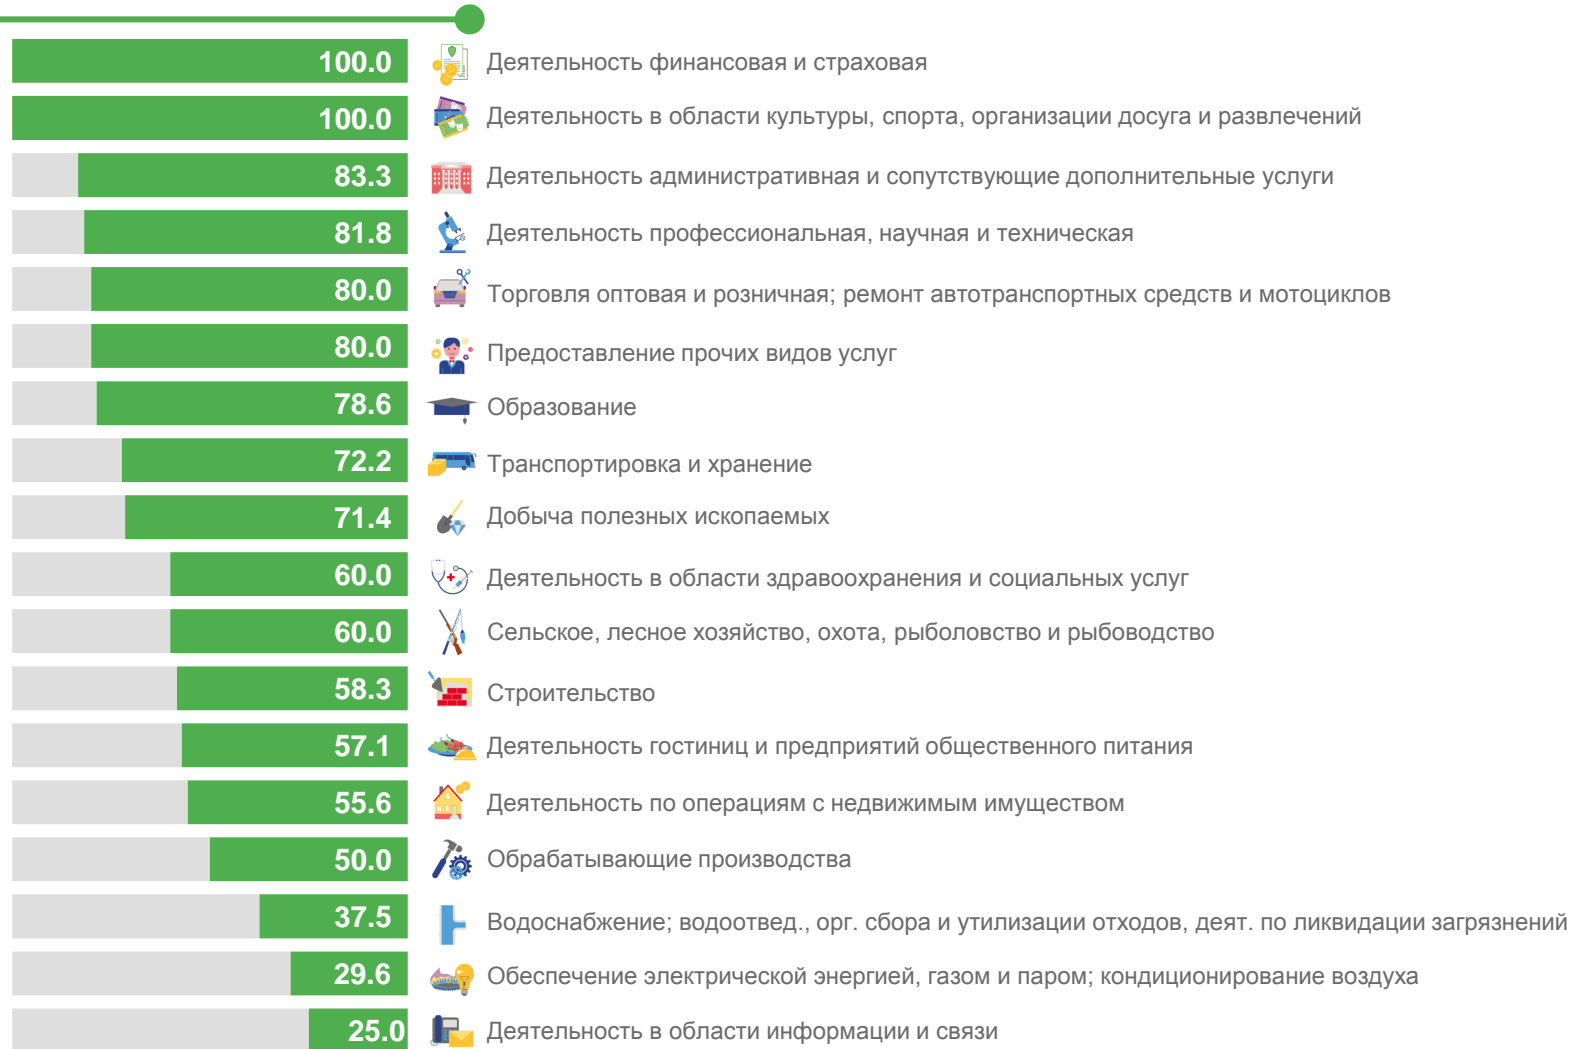 100.0 Деятельность финансовая и страховая
100.0 Деятельность в области культуры, спорта, организации досуга и развлечений
83.3 Деятельность административная и сопутствующие дополнительные услуги
81.8 Деятельность профессиональная, научная и техническая
80.0 Торговля оптовая и розничная; ремонт автотранспортных средств и мотоциклов
80.0 Предоставление прочих видов услуг
78.6 Образование
72.2 Транспортировка и хранение
71.4 Добыча полезных ископаемых
60.0 Деятельность в области здравоохранения и социальных услуг
60.0 Сельское, лесное хозяйство, охота, рыболовство и рыбоводство
58.3 Строительство
57.1 Деятельность гостиниц и предприятий общественного питания
55.6 Деятельность по операциям с недвижимым имуществом
50.0 Обрабатывающие производства
37.5 Водоснабжение; водоотвед., орг. сбора и утилизации отходов, деят. по ликвидации загрязнений
29.6 Обеспечение электрической энергией, газом и паром; кондиционирование воздуха
25.0 Деятельность в области информации и связи